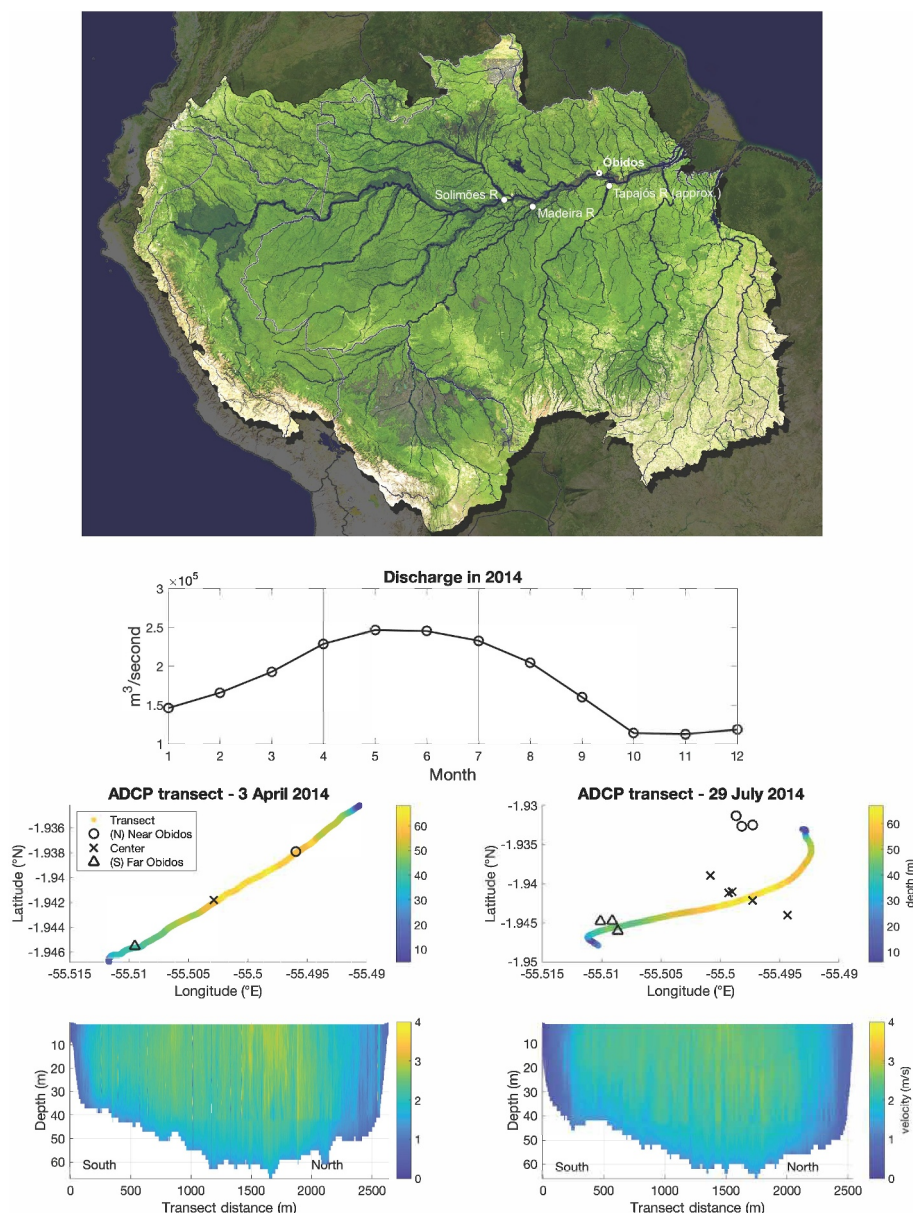 Óbidos
Solimões R
Tapajós R (approx.)
Madeira R
Discharge in 2014
×10⁵
3
2.5
2
1.5
1
m³/second
1 2 3 4 5 6 7 8 9 10 11 12
Month
ADCP transect - 3 April 2014
Transect
(N) Near Obidos
Center
(S) Far Obidos
-1.936
-1.938
-1.94
-1.942
-1.944
-1.946
Latitude (°N)
-55.515 -55.51 -55.505 -55.5 -55.495 -55.49
Longitude (°E)
60
50
40
30
20
10
ADCP transect - 29 July 2014
-1.93
-1.935
-1.94
-1.945
-1.95
Latitude (°N)
-55.515 -55.51 -55.505 -55.5 -55.495 -55.49
Longitude (°E)
60
50
40
30
20
10
depth (m)
10
20
30
40
50
60
Depth (m)
South North
0 500 1000 1500 2000 2500
Transect distance (m)
4
3
2
1
0
10
20
30
40
50
60
Depth (m)
South North
0 500 1000 1500 2000 2500
Transect distance (m)
4
3
2
1
0
velocity (m/s)